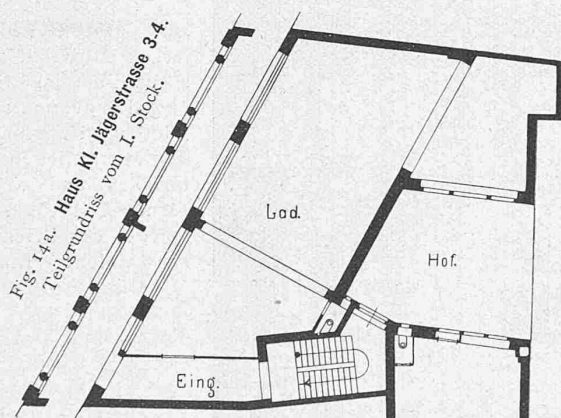 Fig. 14a. Haus Kl. Jägerstrasse 3-4.
Teilgrundriss vom I. Stock.
Lad.
Hof.
Eing.